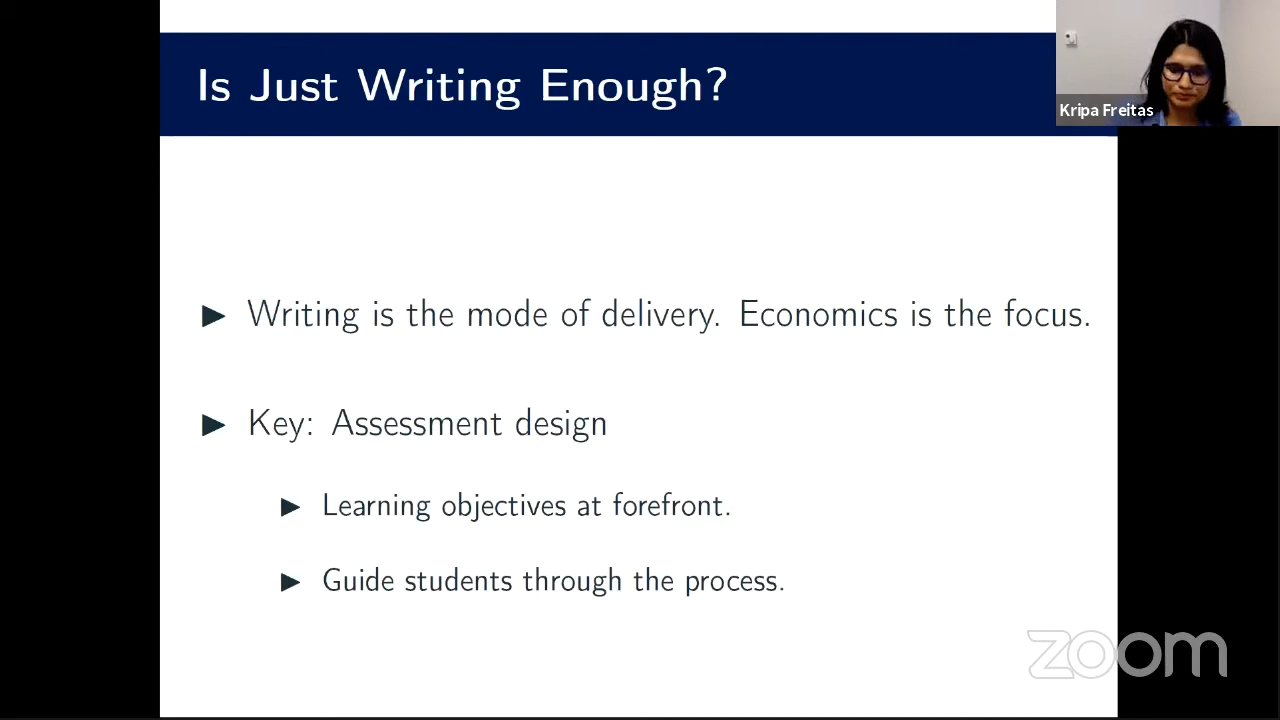 Is Just Writing Enough?
Kripa Freitas
▶ Writing is the mode of delivery. Economics is the focus.
▶ Key: Assessment design
▶ Learning objectives at forefront.
▶ Guide students through the process.
zoom